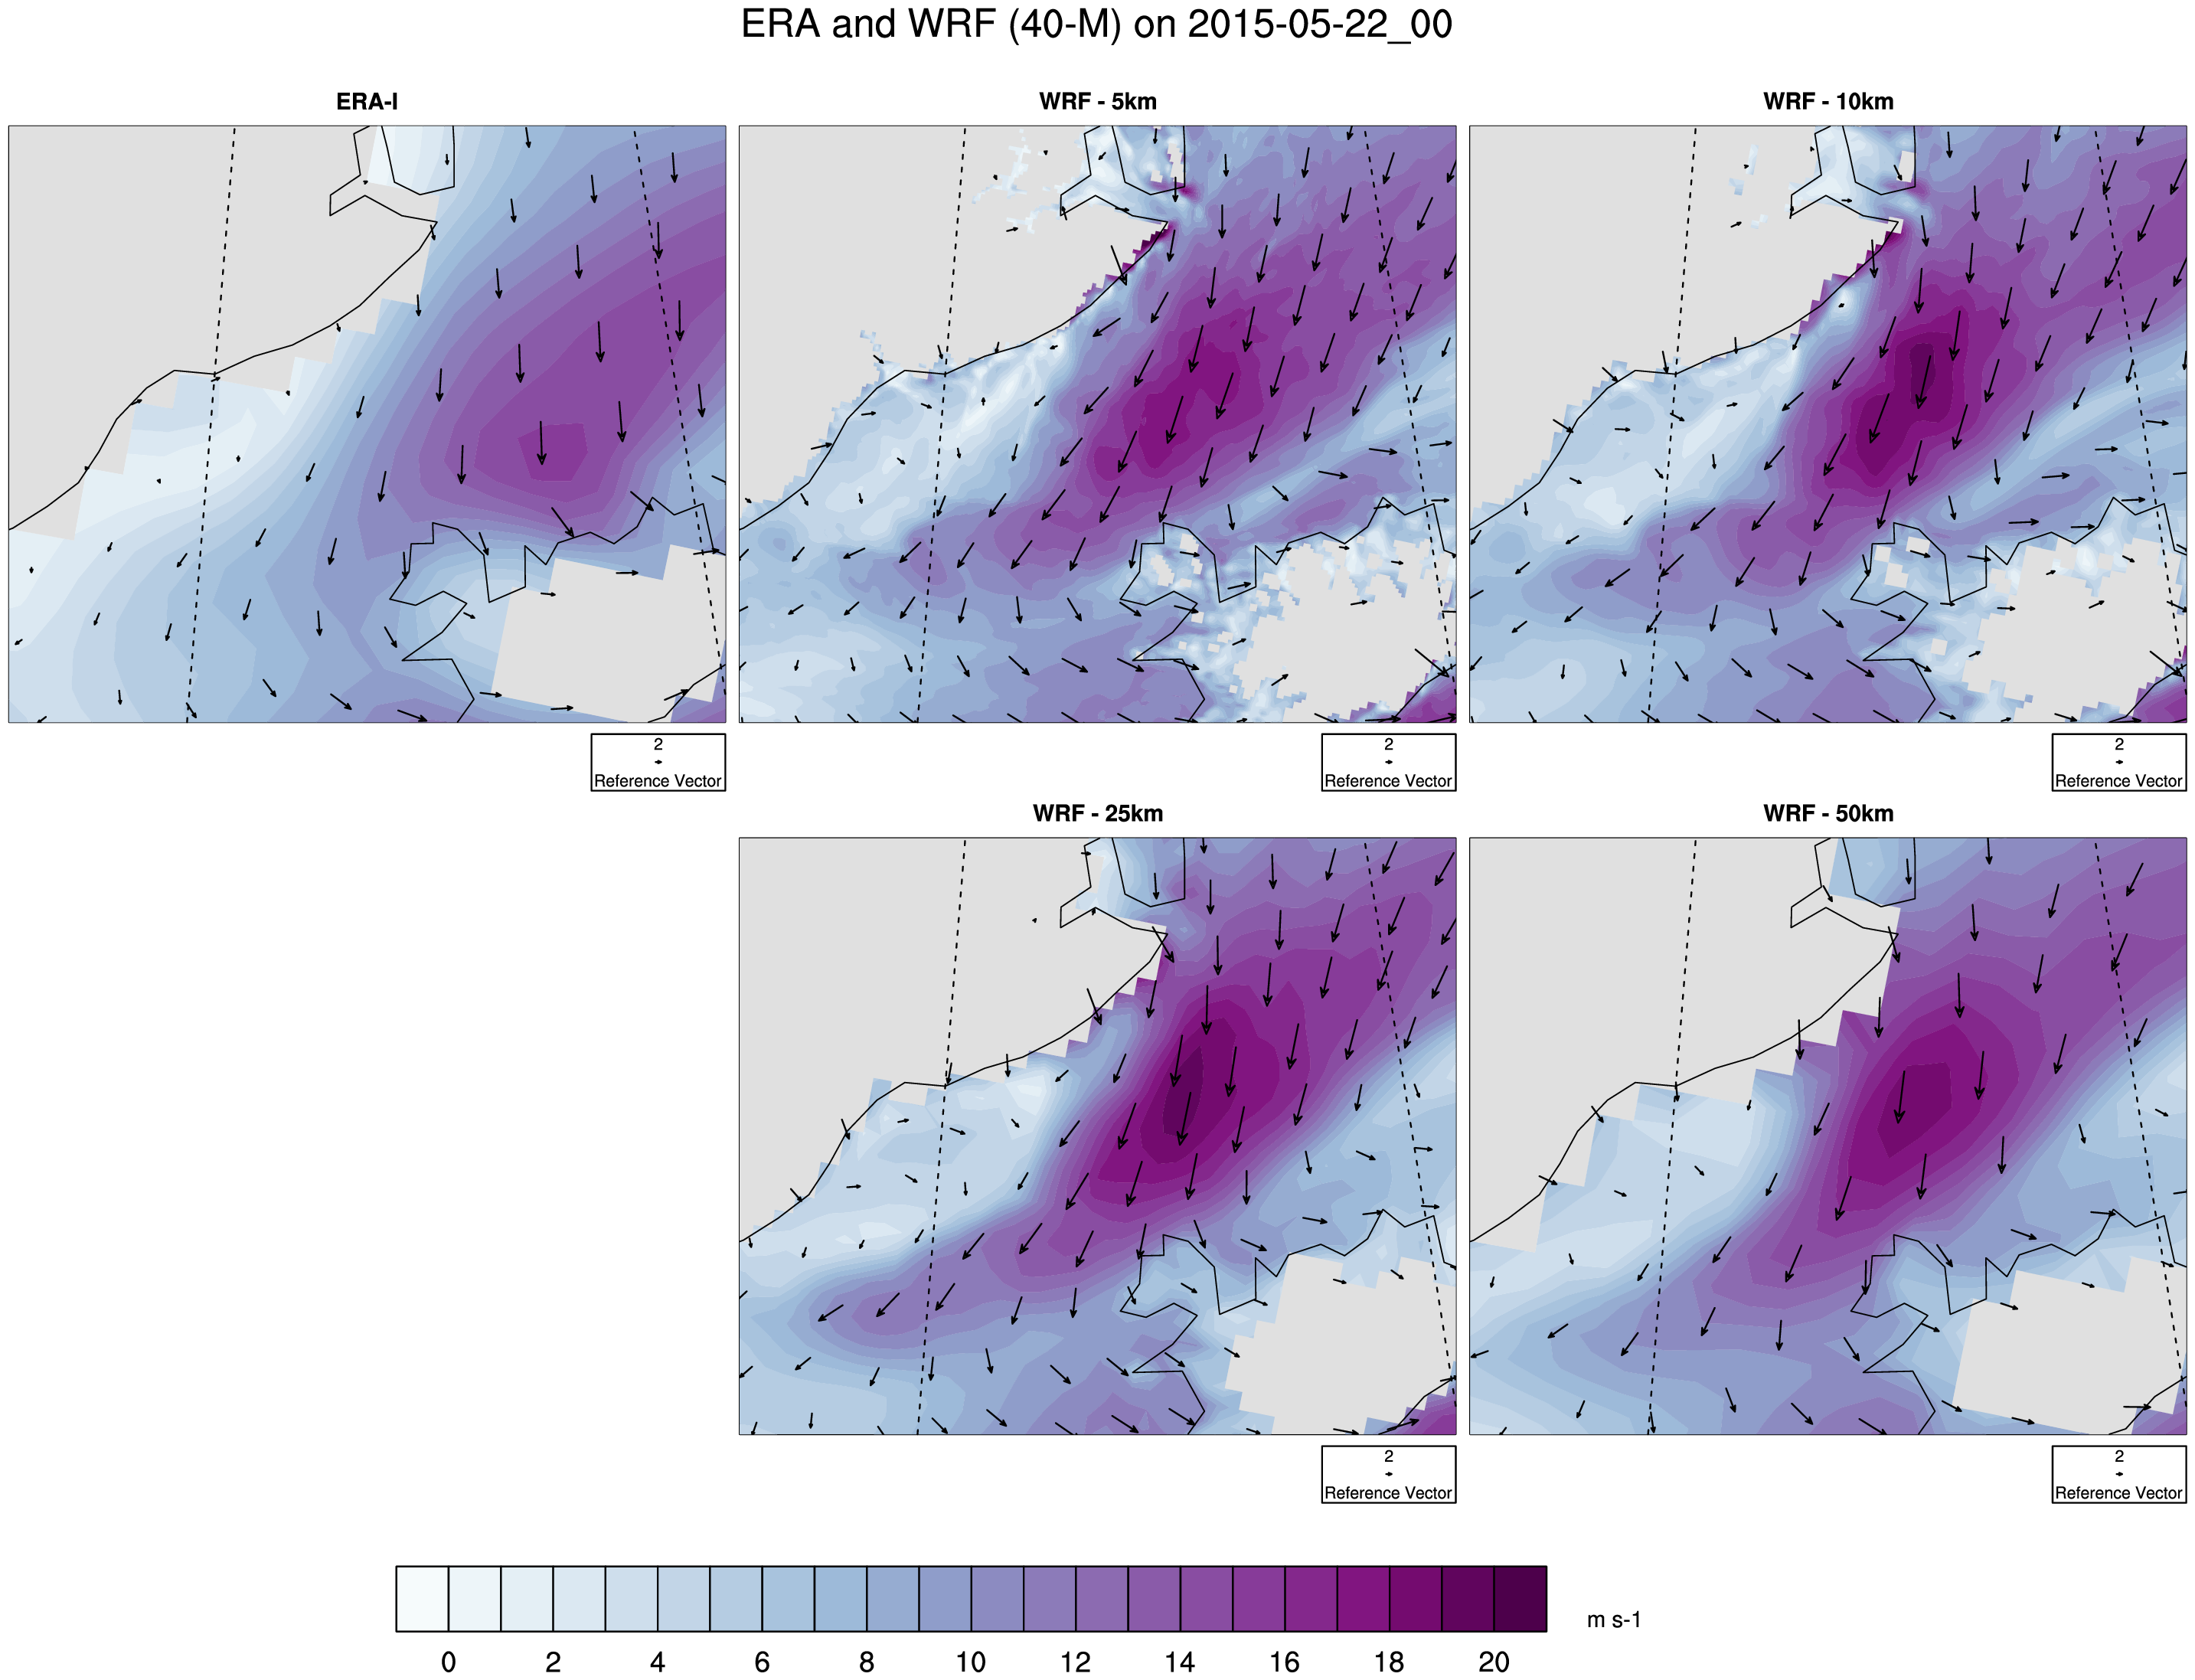 ERA and WRF (40-M) on 2015-05-22_00
ERA-I
WRF - 5km
WRF - 10km
2
Reference Vector
2
Reference Vector
2
Reference Vector
WRF - 25km
WRF - 50km
2
Reference Vector
2
Reference Vector
m s-1
0 2 4 6 8 10 12 14 16 18 20